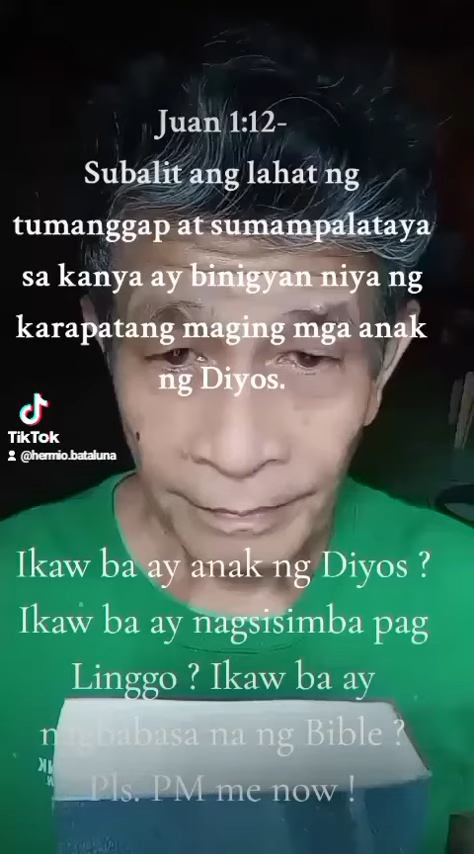 Juan 1:12-
Subalit ang lahat ng
tumanggap at sumampalataya
sa kanya ay binigyan niya ng
karapatang maging mga anak
ng Diyos.
TikTok
@hermio.bataluna
Ikaw ba ay anak ng Diyos ?
Ikaw ba ay nagsisimba pag
Linggo ? Ikaw ba ay
nagbabasa na ng Bible ?
Pls. PM me now !